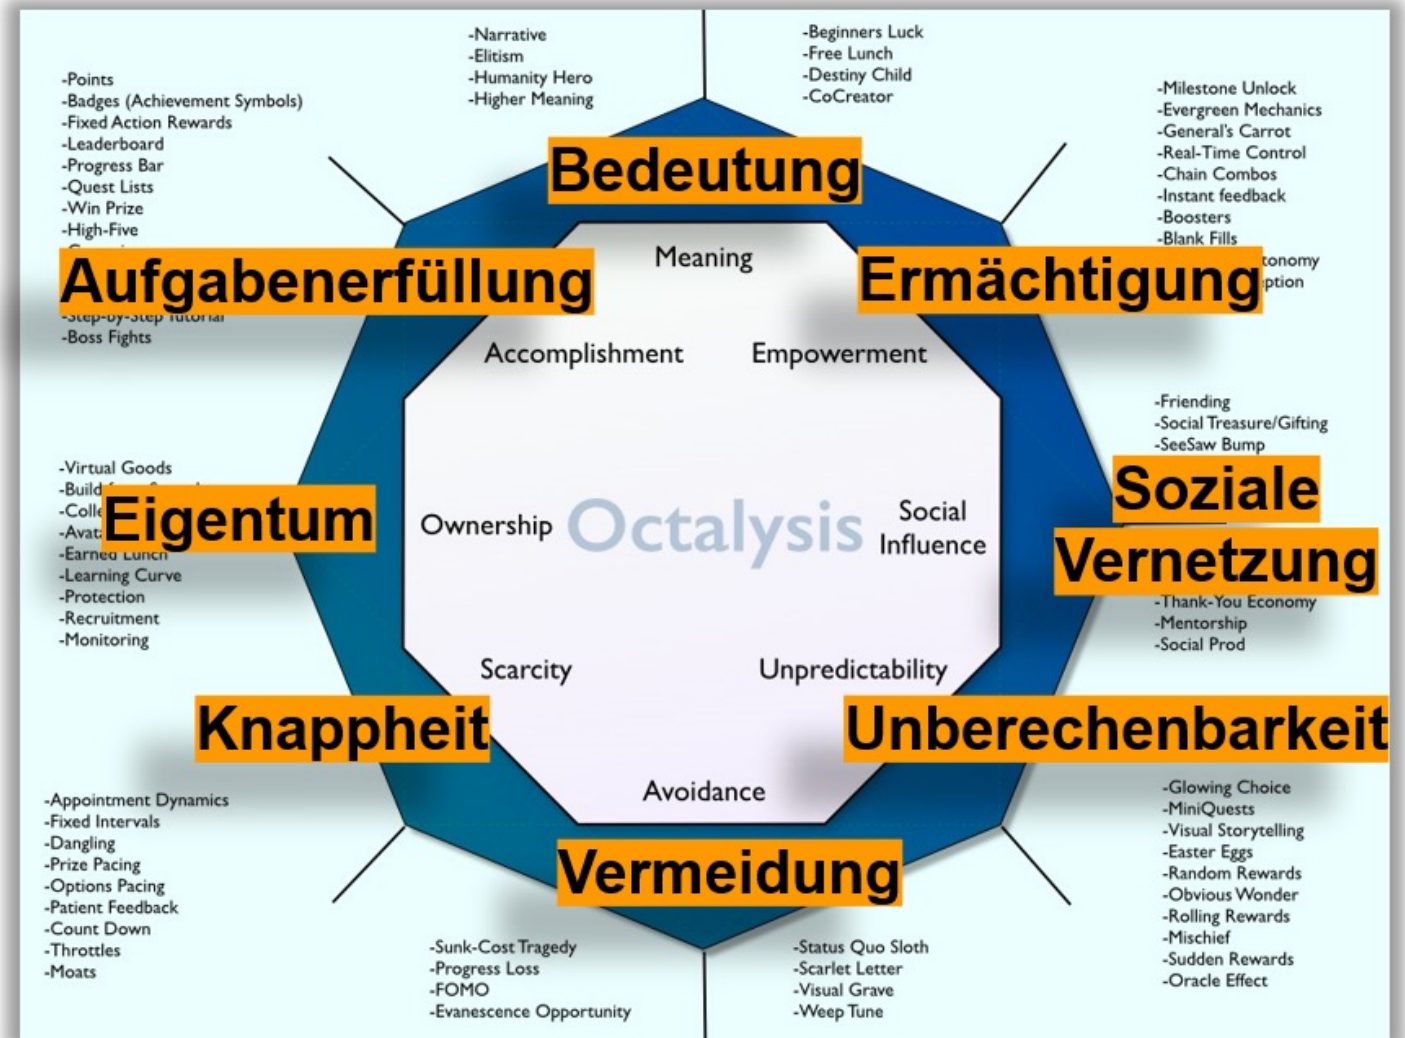 -Narrative
-Elitism
-Humanity Hero
-Higher Meaning
-Beginners Luck
-Free Lunch
-Destiny Child
-CoCreator
-Points
-Badges (Achievement Symbols)
-Fixed Action Rewards
-Leaderboard
-Progress Bar
-Quest Lists
-Win Prize
-High-Five
-Step-by-Step Tutorial
-Boss Fights
-Milestone Unlock
-Evergreen Mechanics
-General's Carrot
-Real-Time Control
-Chain Combos
-Instant feedback
-Boosters
-Blank Fills
Bedeutung
Aufgabenerfüllung
Ermächtigung
Meaning
Accomplishment
Empowerment
-Friending
-Social Treasure/Gifting
-SeeSaw Bump
-Virtual Goods
Eigentum
-Earned Lunch
-Learning Curve
-Protection
-Recruitment
-Monitoring
Ownership
Octalysis
Social
Influence
Soziale
Vernetzung
-Thank-You Economy
-Mentorship
-Social Prod
Scarcity
Unpredictability
Knappheit
Unberechenbarkeit
Avoidance
Vermeidung
-Appointment Dynamics
-Fixed Intervals
-Dangling
-Prize Pacing
-Options Pacing
-Patient Feedback
-Count Down
-Throttles
-Moats
-Sunk-Cost Tragedy
-Progress Loss
-FOMO
-Evanescence Opportunity
-Status Quo Sloth
-Scarlet Letter
-Visual Grave
-Weep Tune
-Glowing Choice
-MiniQuests
-Visual Storytelling
-Easter Eggs
-Random Rewards
-Obvious Wonder
-Rolling Rewards
-Mischief
-Sudden Rewards
-Oracle Effect